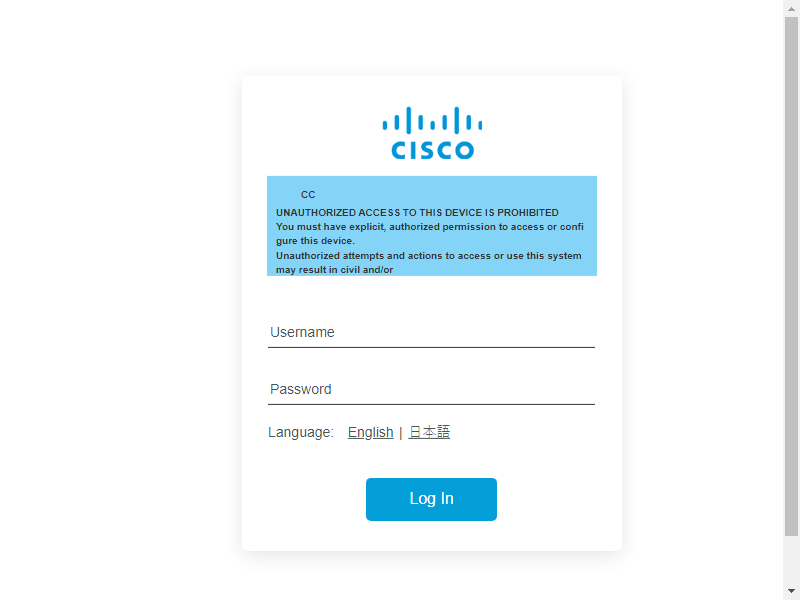 CISCO
CC
UNAUTHORIZED ACCESS TO THIS DEVICE IS PROHIBITED
You must have explicit, authorized permission to access or confi
gure this device.
Unauthorized attempts and actions to access or use this system
may result in civil and/or
Username
Password
Language: English | 日本語
Log In